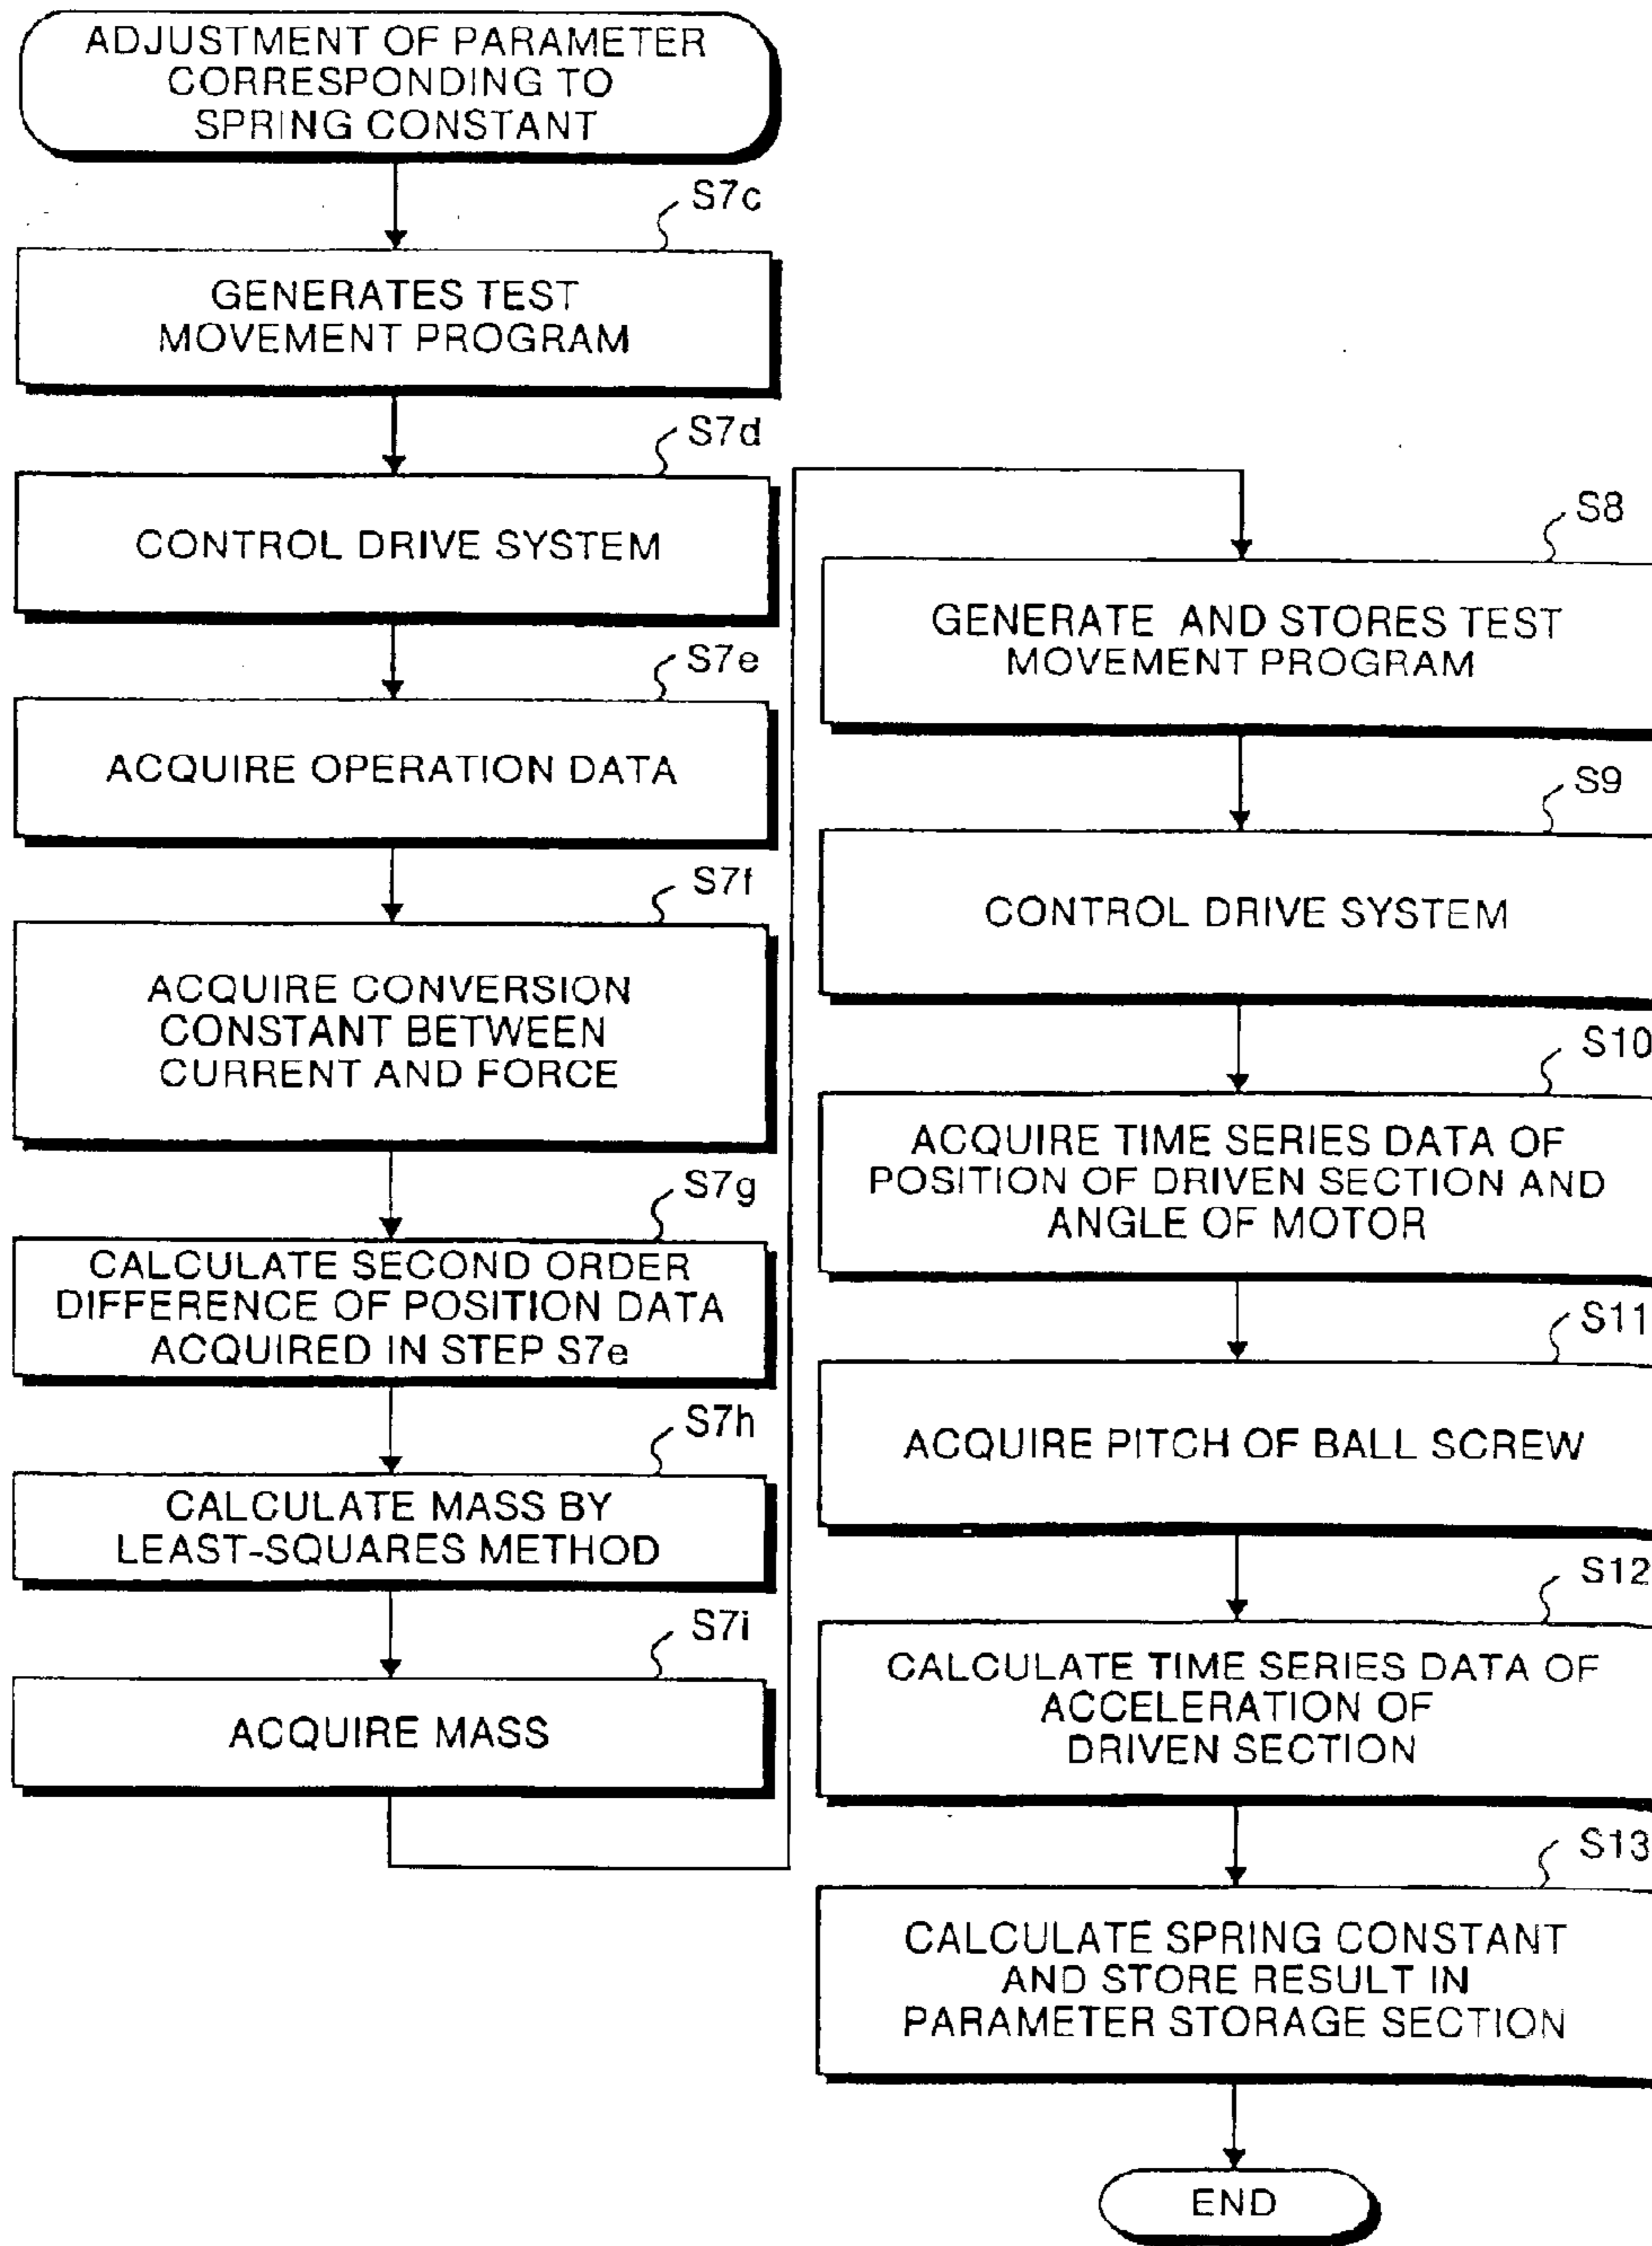 ADJUSTMENT OF PARAMETER
CORRESPONDING TO
SPRING CONSTANT
S7c
GENERATES TEST
MOVEMENT PROGRAM
S7d
CONTROL DRIVE SYSTEM
S7e
ACQUIRE OPERATION DATA
S7f
ACQUIRE CONVERSION
CONSTANT BETWEEN
CURRENT AND FORCE
S7g
CALCULATE SECOND ORDER
DIFFERENCE OF POSITION DATA
ACQUIRED IN STEP S7e
S7h
CALCULATE MASS BY
LEAST-SQUARES METHOD
S7i
ACQUIRE MASS
S8
GENERATE AND STORES TEST
MOVEMENT PROGRAM
S9
CONTROL DRIVE SYSTEM
S10
ACQUIRE TIME SERIES DATA OF
POSITION OF DRIVEN SECTION AND
ANGLE OF MOTOR
S11
ACQUIRE PITCH OF BALL SCREW
S12
CALCULATE TIME SERIES DATA OF
ACCELERATION OF
DRIVEN SECTION
S13
CALCULATE SPRING CONSTANT
AND STORE RESULT IN
PARAMETER STORAGE SECTION
END